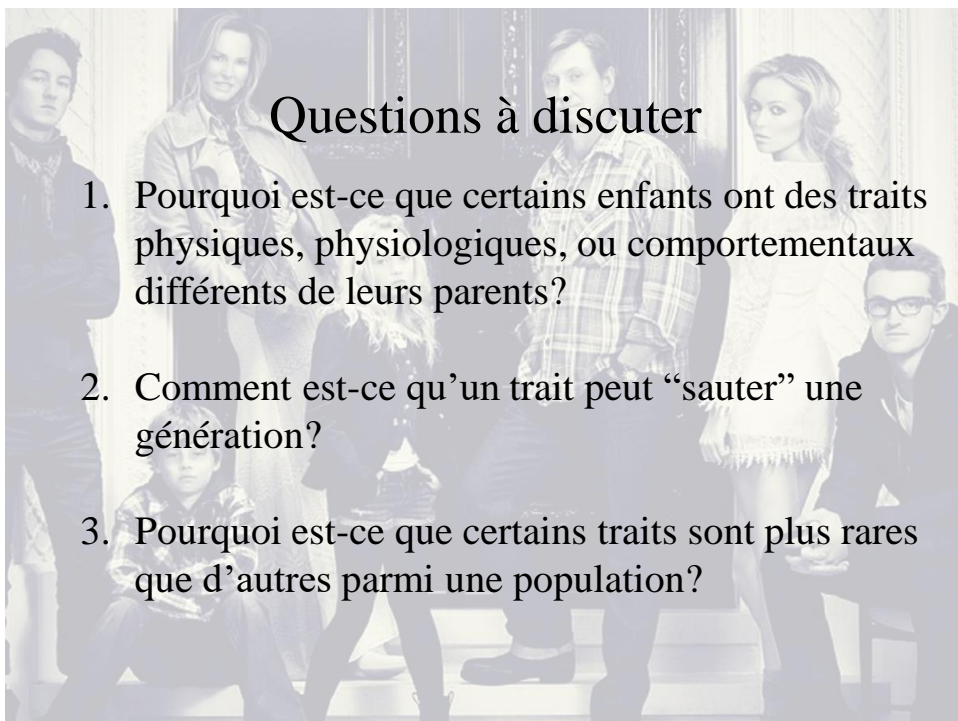 Questions à discuter
1. Pourquoi est-ce que certains enfants ont des traits
physiques, physiologiques, ou comportementaux
différents de leurs parents?
2. Comment est-ce qu’un trait peut “sauter” une
génération?
3. Pourquoi est-ce que certains traits sont plus rares
que d’autres parmi une population?